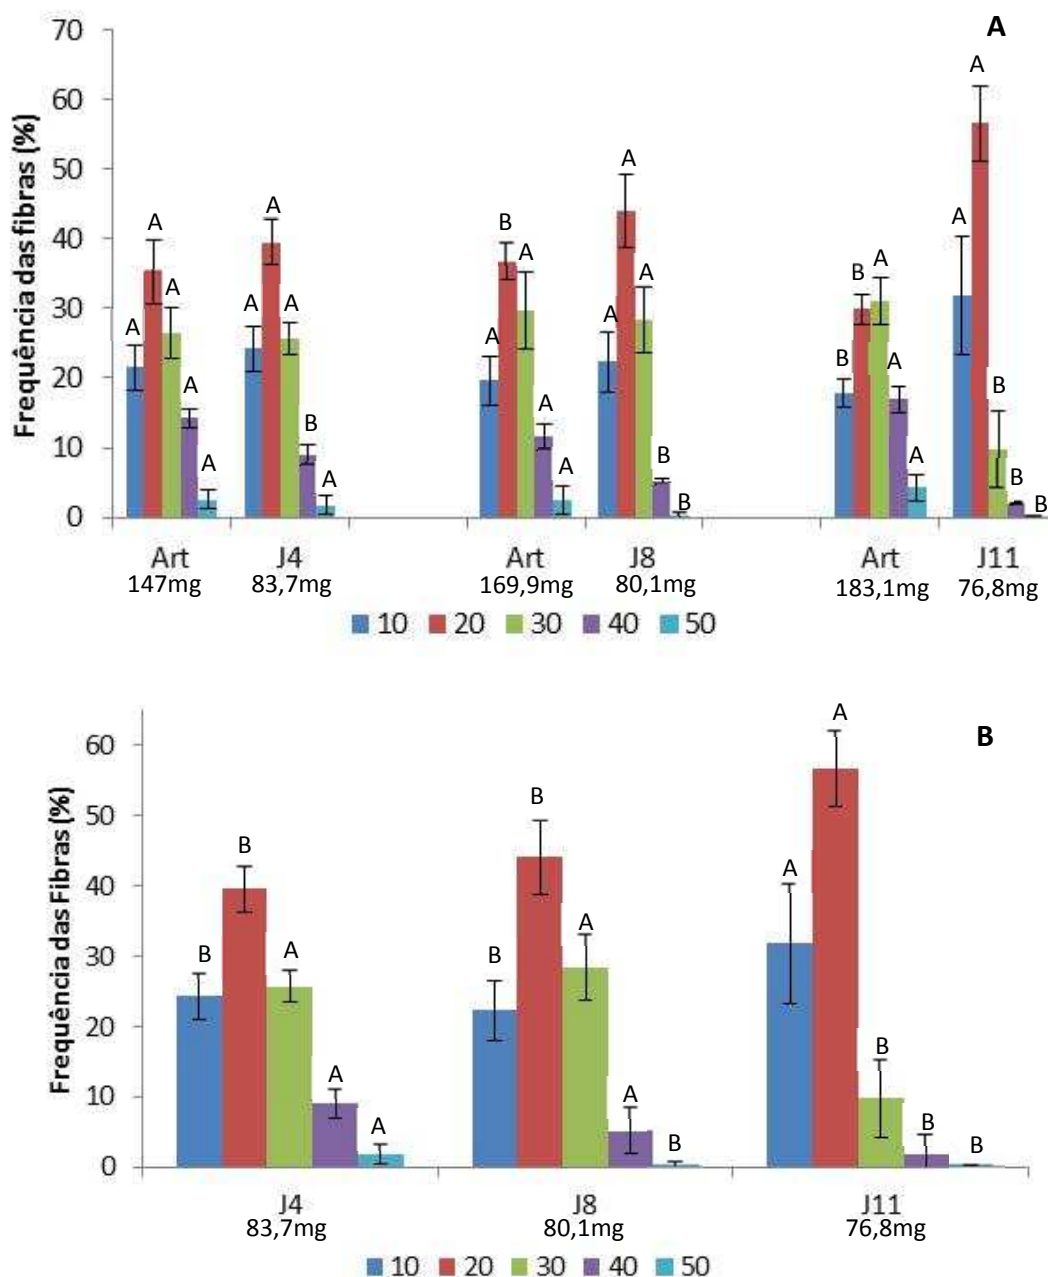 A
Frequência das fibras (%)
70
60
50
40
30
20
10
0
A A A A A
A A A B A
A B A A A
A A A B B
B B A A A
A A B B B
Art J4 Art J8 Art J11
147mg 83,7mg 169,9mg 80,1mg 183,1mg 76,8mg
10 20 30 40 50
B
Frequência das Fibras (%)
60
50
40
30
20
10
0
B B A A A
B B A A B
A A B B B
J4 J8 J11
83,7mg 80,1mg 76,8mg
10 20 30 40 50